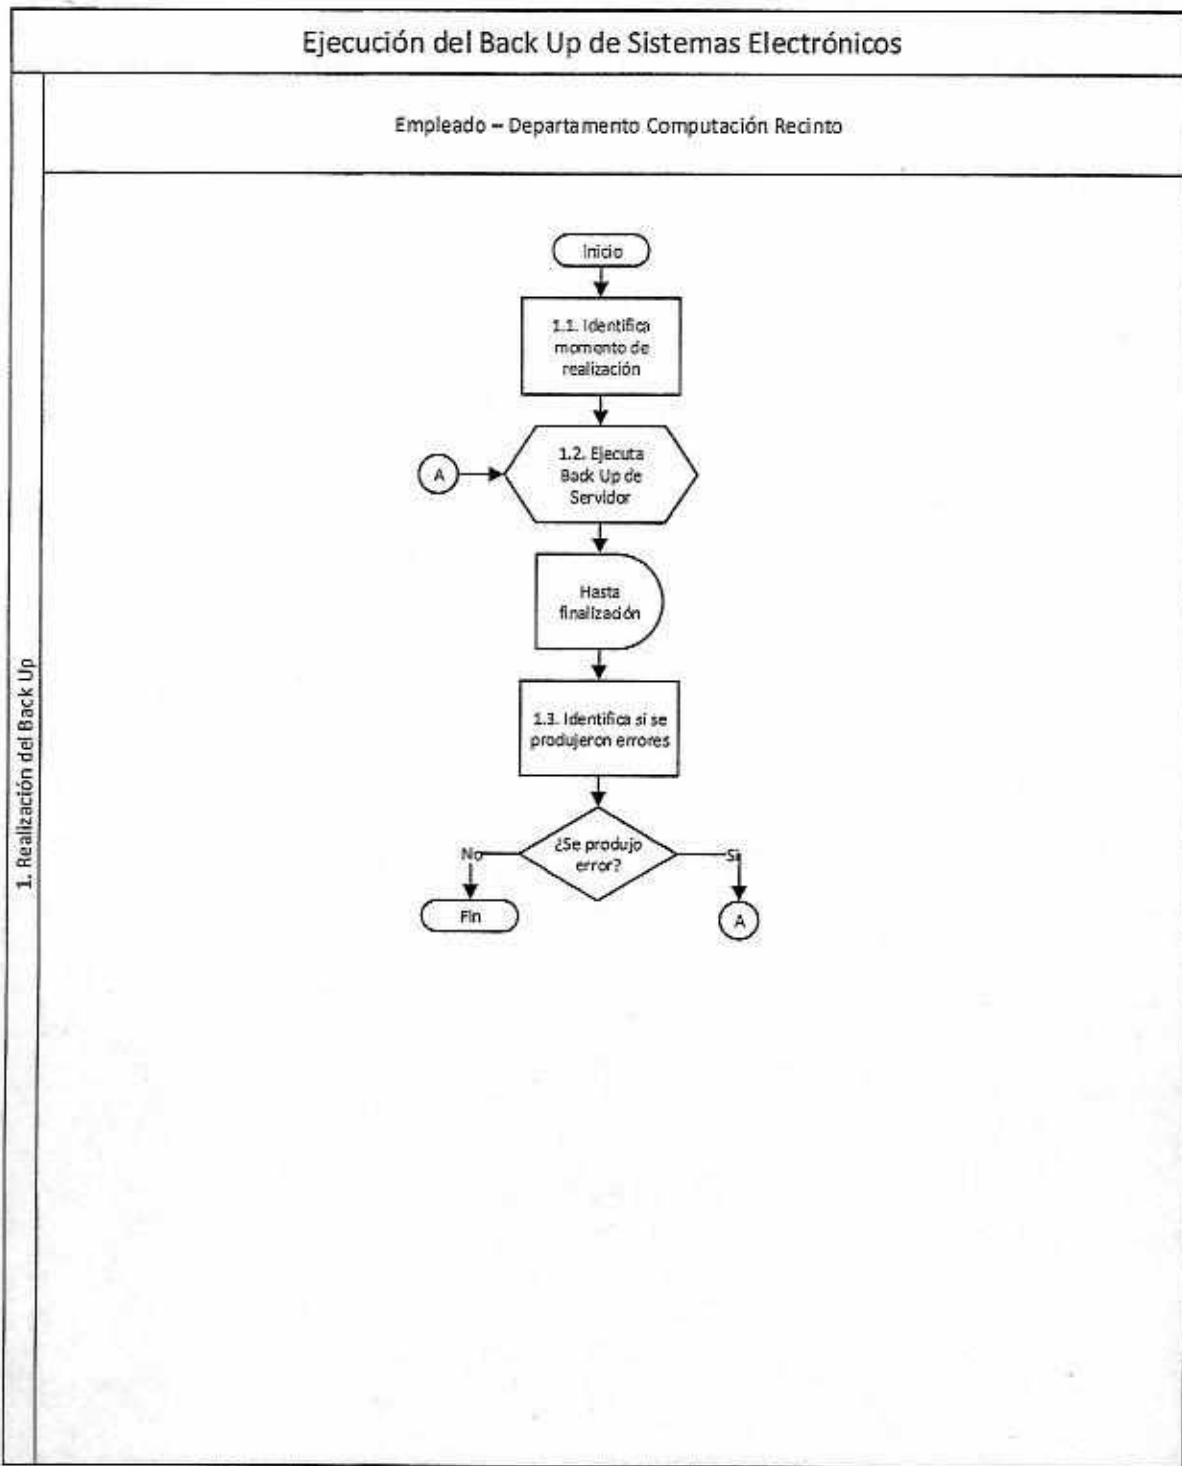 Ejecución del Back Up de Sistemas Electrónicos
Empleado – Departamento Computación Recinto
1. Realización del Back Up
Inicio
1.1. Identifica
momento de
realización
A
1.2. Ejecuta
Back Up de
Servidor
Hasta
finalización
1.3. Identifica si se
produjeron errores
¿Se produjo
error?
No
Si
Fin
A